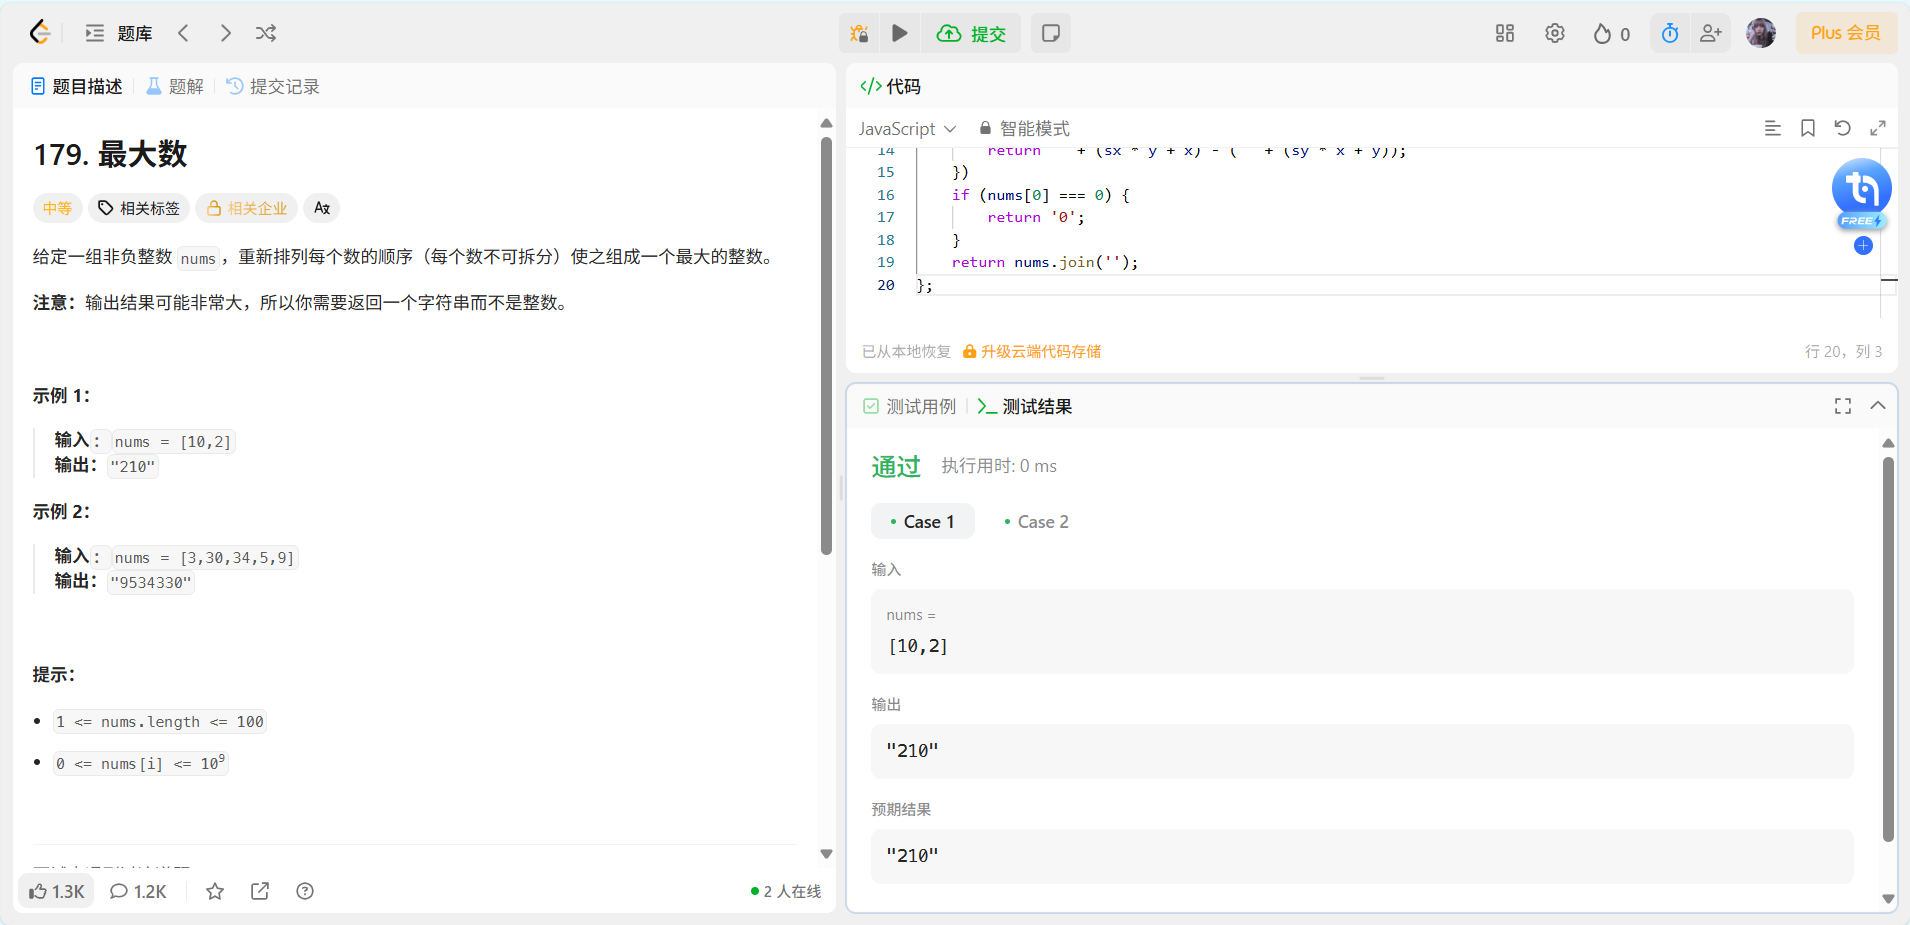 题库
提交
0
Plus 会员
题目描述
题解
提交记录
179. 最大数
中等
相关标签
相关企业
给定一组非负整数 nums，重新排列每个数的顺序（每个数不可拆分）使之组成一个最大的整数。
注意：输出结果可能非常大，所以你需要返回一个字符串而不是整数。
示例 1：
输入：nums = [10,2]
输出："210"
示例 2：
输入：nums = [3,30,34,5,9]
输出："9534330"
提示：
1 <= nums.length <= 100
0 <= nums[i] <= 10⁹
1.3K
1.2K
2 人在线
代码
JavaScript
智能模式
14 return + (sx * y + x) - ( + (sy * x + y));
15 })
16 if (nums[0] === 0) {
17 return '0';
18 }
19 return nums.join('');
20 };
FREE
已从本地恢复
升级云端代码存储
行 20，列 3
测试用例
测试结果
通过
执行用时: 0 ms
Case 1
Case 2
输入
nums =
[10,2]
输出
"210"
预期结果
"210"